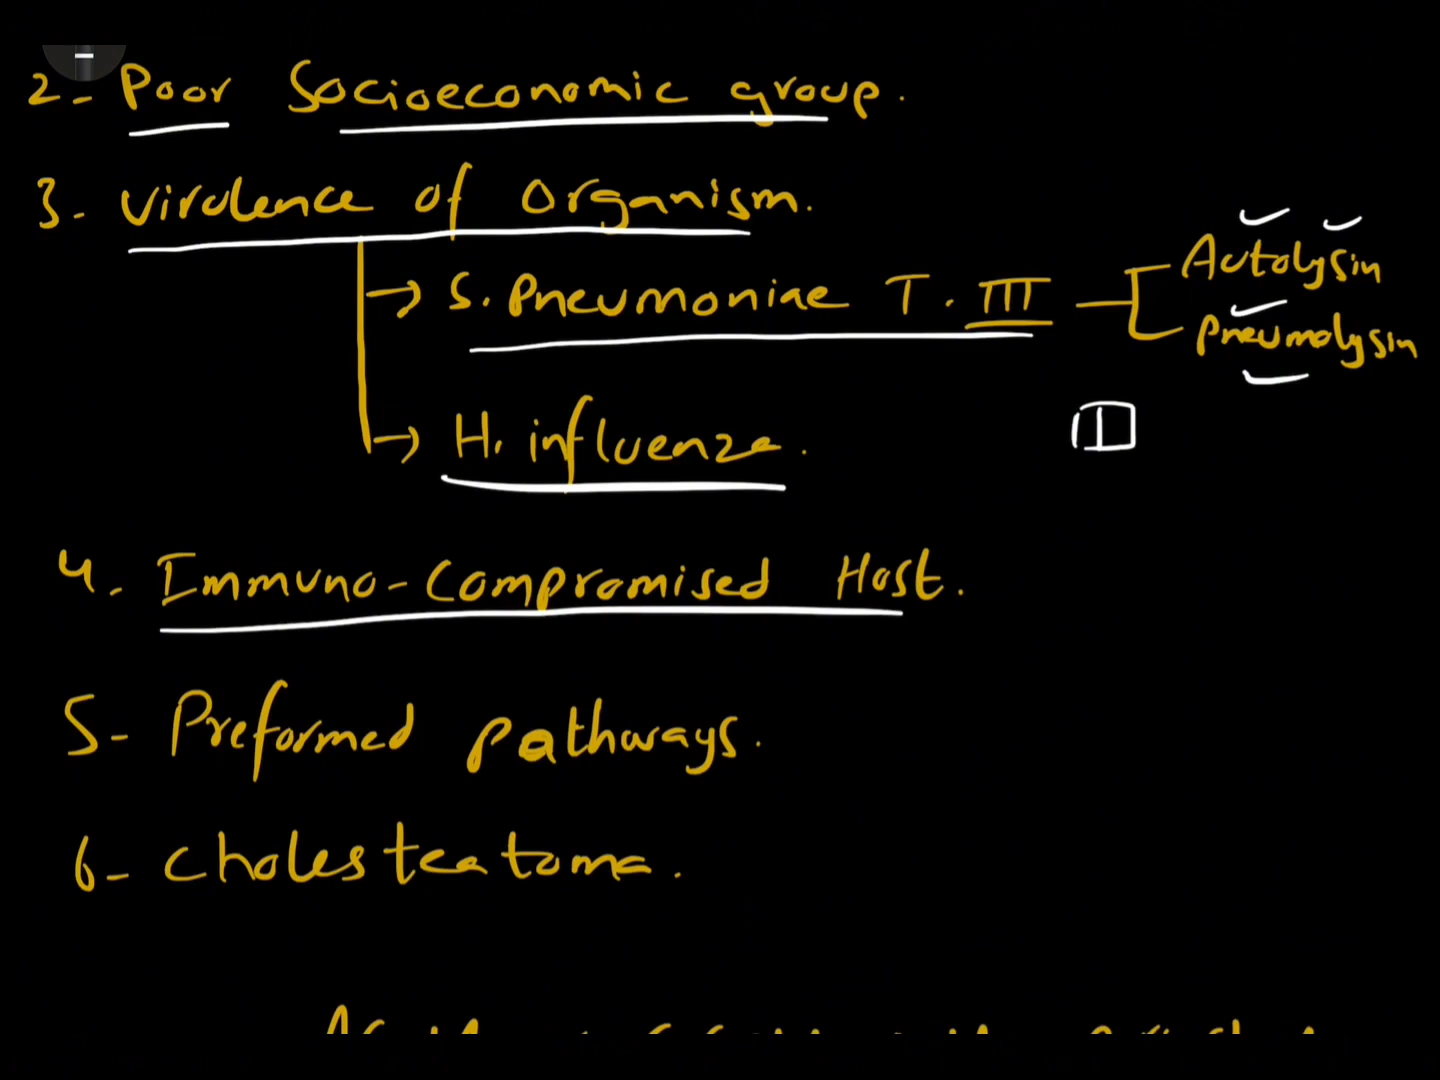 2- Poor Socioeconomic group.
3- Virulence of Organism.
→ S. Pneumoniae T. III
Autolysin
Pneumolysin
→ H. influenza.
4. Immuno-Compromised Host.
5- Preformed pathways.
6- Cholesteatoma.